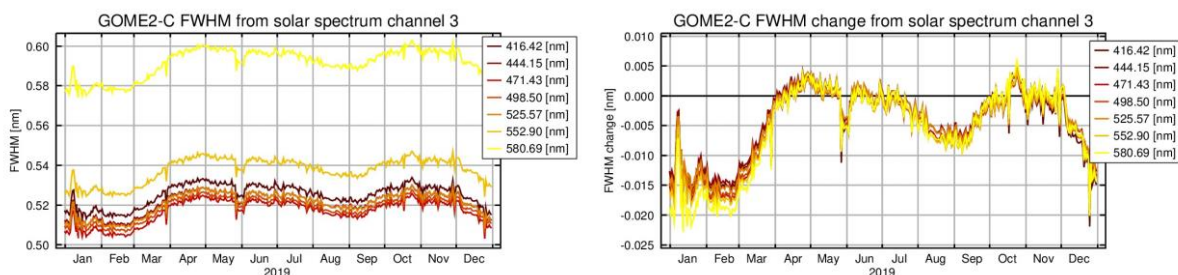 GOME2-C FWHM from solar spectrum channel 3
FWHM [nm]
0.60
0.58
0.56
0.54
0.52
0.50
Jan Feb Mar Apr May Jun Jul Aug Sep Oct Nov Dec
2019
416.42 [nm]
444.15 [nm]
471.43 [nm]
498.50 [nm]
525.57 [nm]
552.90 [nm]
580.69 [nm]
GOME2-C FWHM change from solar spectrum channel 3
FWHM change [nm]
0.010
0.005
0.000
-0.005
-0.010
-0.015
-0.020
-0.025
Jan Feb Mar Apr May Jun Jul Aug Sep Oct Nov Dec
2019
416.42 [nm]
444.15 [nm]
471.43 [nm]
498.50 [nm]
525.57 [nm]
552.90 [nm]
580.69 [nm]